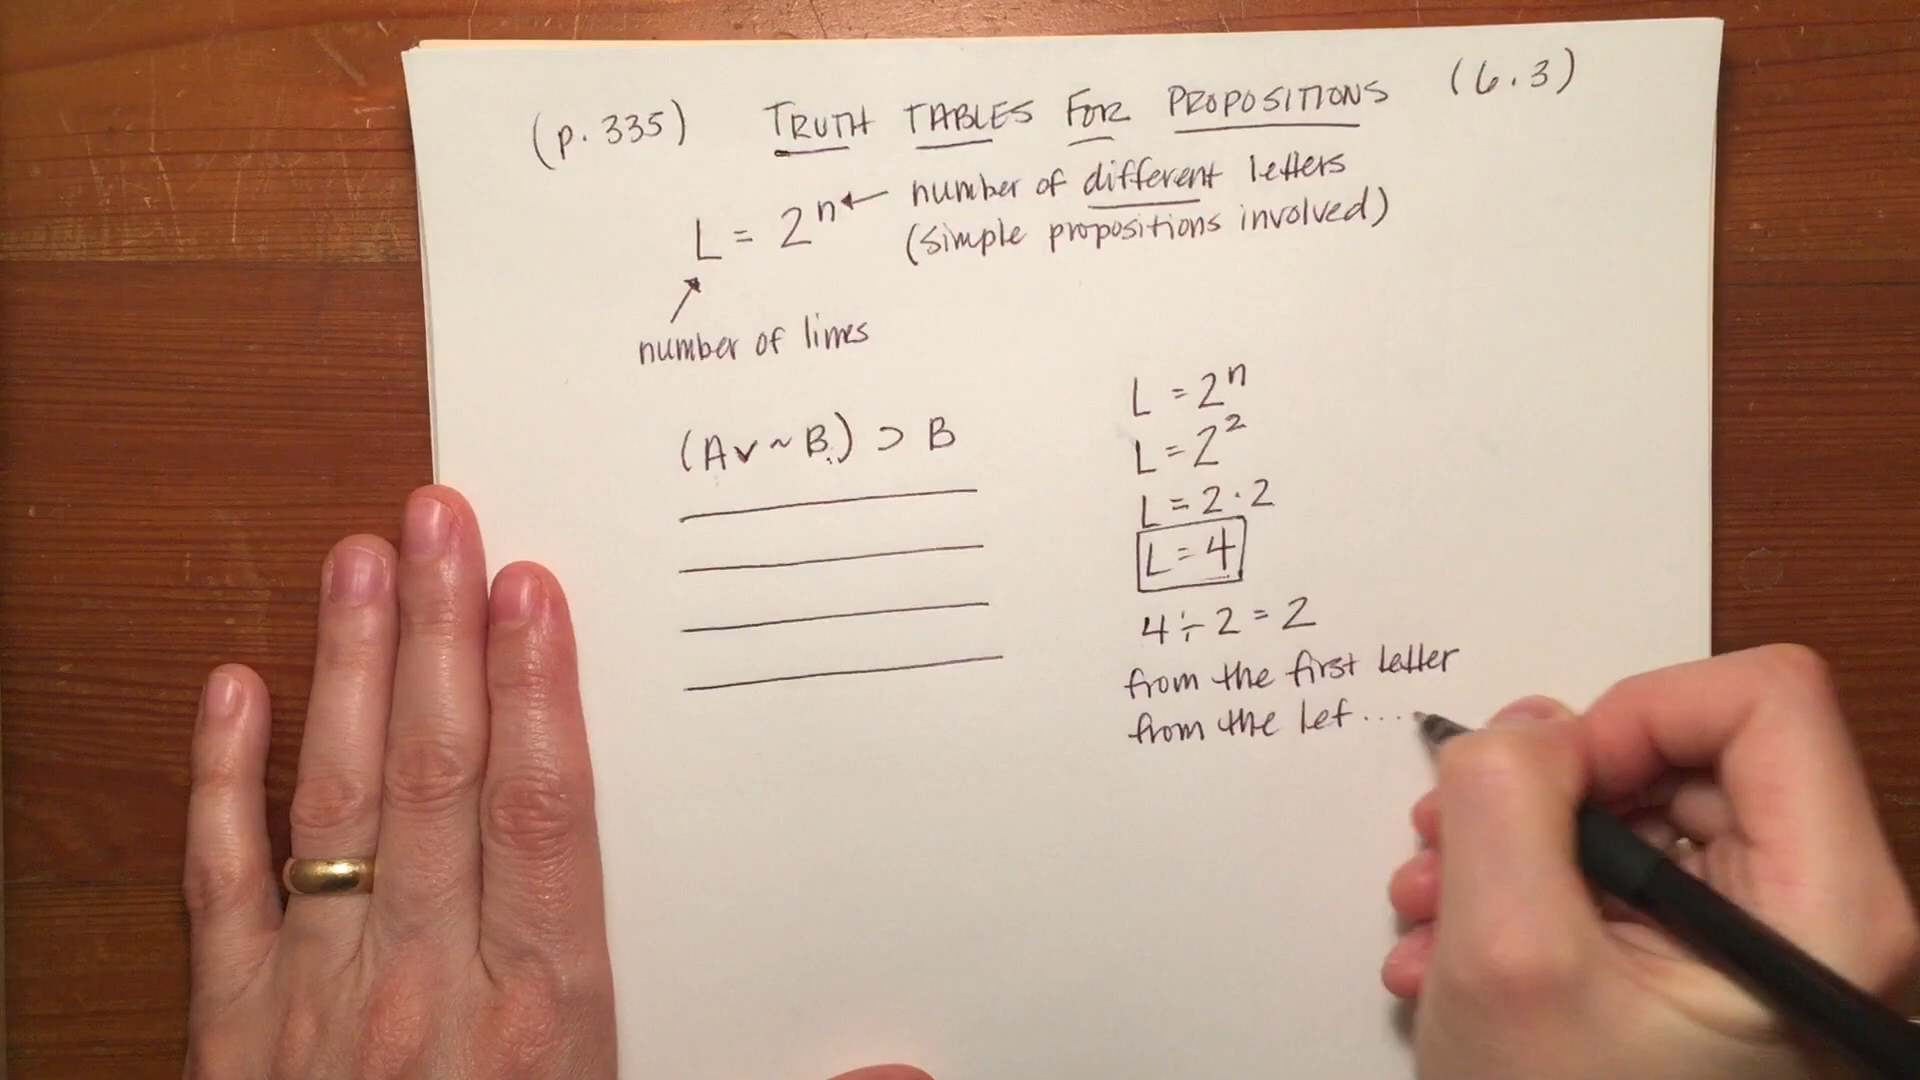 (p. 335) TRUTH TABLES FOR PROPOSITIONS (6.3)
L = 2ⁿ ← number of different letters
(simple propositions involved)
number of lines
(A v ~ B) ⊃ B
L = 2ⁿ
L = 2²
L = 2 · 2
L = 4
4 ÷ 2 = 2
from the first letter
from the lef....